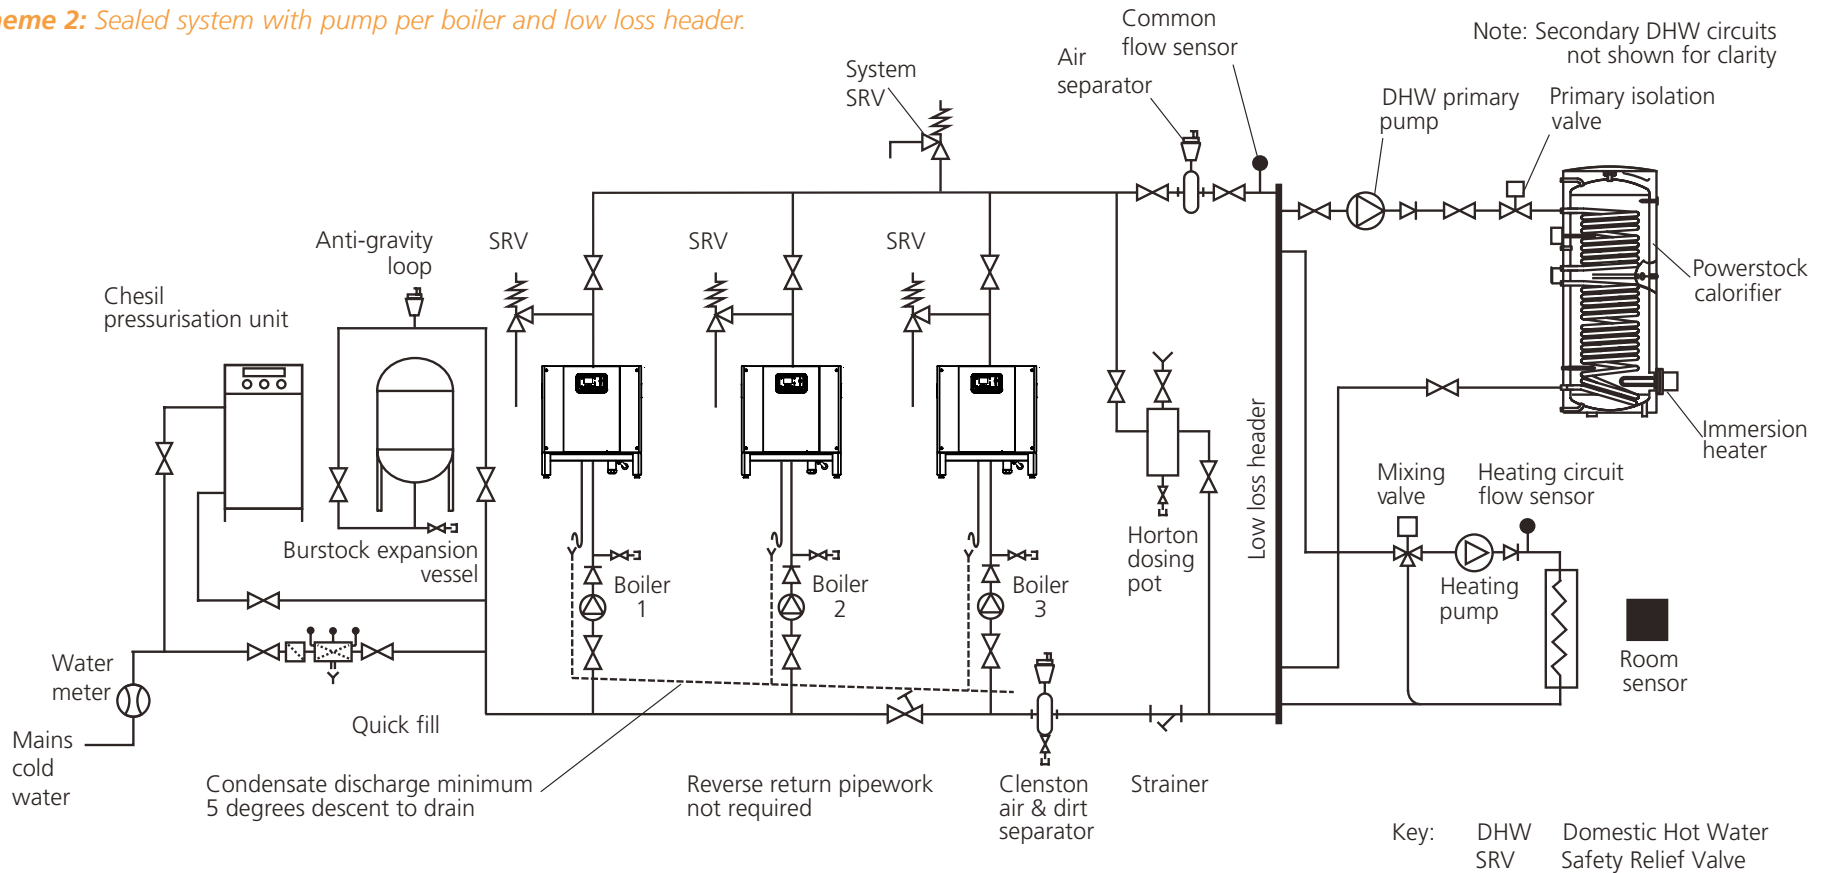 eme 2: Sealed system with pump per boiler and low loss header.
Common
flow sensor
Note: Secondary DHW circuits
not shown for clarity
Air
separator
System
SRV
DHW primary
pump
Primary isolation
valve
Anti-gravity
loop
SRV
SRV
SRV
Chesil
pressurisation unit
Powerstock
calorifier
Immersion
heater
Low loss header
Mixing
valve
Heating circuit
flow sensor
Burstock expansion
vessel
Horton
dosing
pot
Boiler
1
Boiler
2
Boiler
3
Heating
pump
Room
sensor
Water
meter
Quick fill
Mains
cold
water
Condensate discharge minimum
5 degrees descent to drain
Reverse return pipework
not required
Clenston
air & dirt
separator
Strainer
Key: DHW Domestic Hot Water
SRV Safety Relief Valve